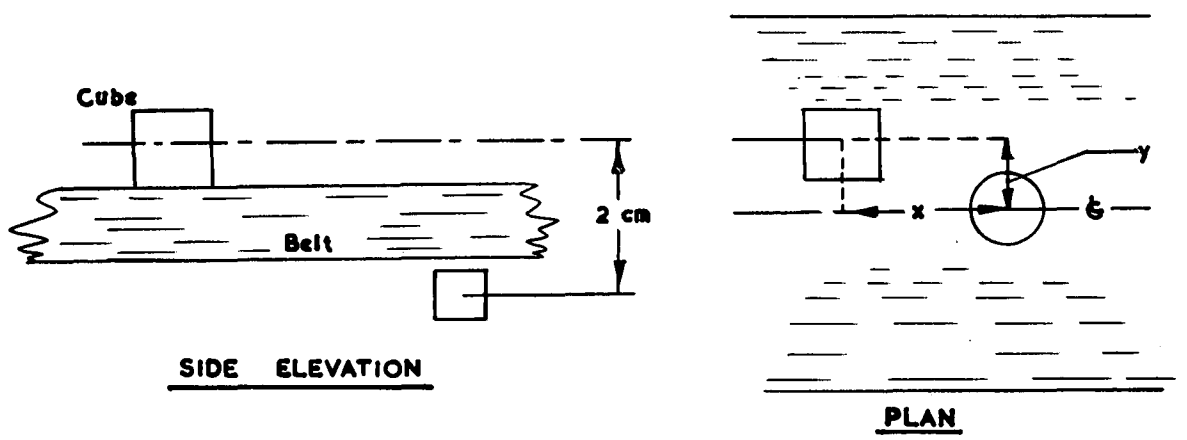 Cube
Belt
2 cm
SIDE ELEVATION
x
y
℄
PLAN